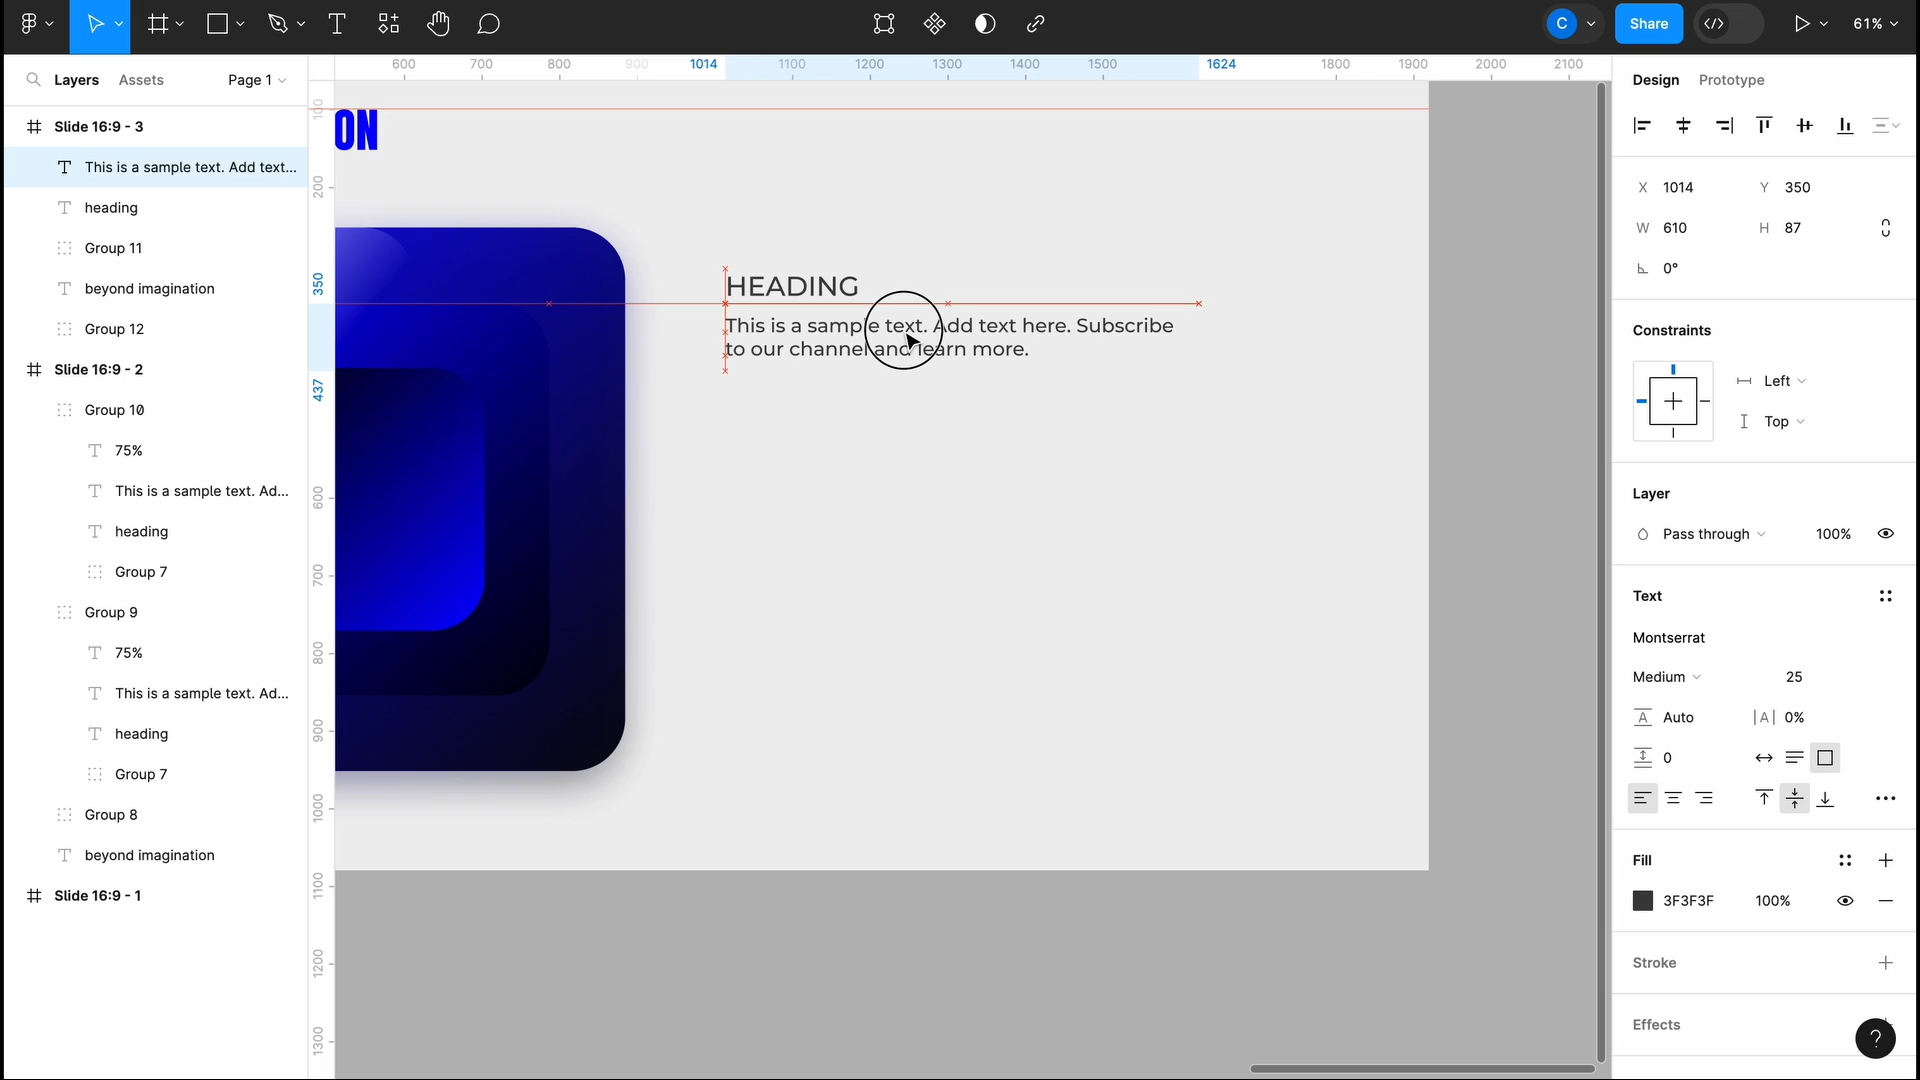 C
Share
61%
Layers
Assets
Page 1
600
700
800
900
1014
1100
1200
1300
1400
1500
1624
1800
1900
2000
2100
Design
Prototype
Slide 16:9 - 3
This is a sample text. Add text...
heading
Group 11
beyond imagination
Group 12
Slide 16:9 - 2
Group 10
75%
This is a sample text. Ad...
heading
Group 7
Group 9
75%
This is a sample text. Ad...
heading
Group 7
Group 8
beyond imagination
Slide 16:9 - 1
100
200
350
437
600
700
800
900
1000
1100
1200
1300
ON
HEADING
This is a sample text. Add text here. Subscribe
to our channel and learn more.
X 1014
Y 350
W 610
H 87
0°
Constraints
Left
Top
Layer
Pass through
100%
Text
Montserrat
Medium
25
A Auto
|A| 0%
0
Fill
3F3F3F
100%
Stroke
Effects
?